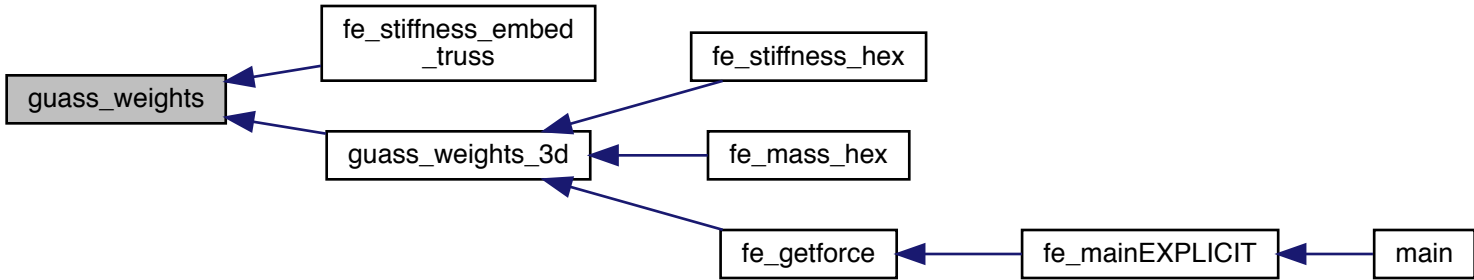 guass_weights
fe_stiffness_embed
_truss
guass_weights_3d
fe_stiffness_hex
fe_mass_hex
fe_getforce
fe_mainEXPLICIT
main